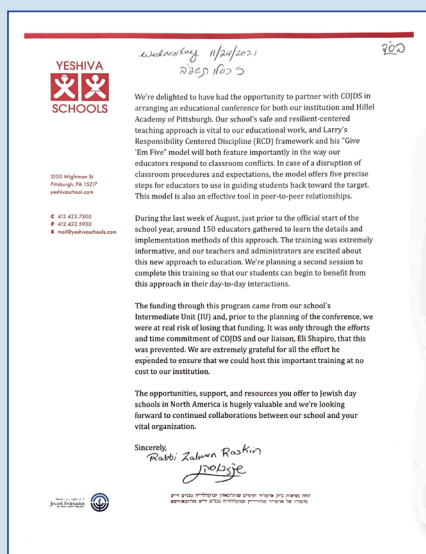 Wednesday 11/24/2021
YESHIVA
SCHOOLS
2100 Wightman St
Pittsburgh, PA 15217
yeshivaschool.com
C 412.422.7300
F 412.422.5930
E mail@yeshivaschools.com
We're delighted to have had the opportunity to partner with COJDS in
arranging an educational conference for both our institution and Hillel
Academy of Pittsburgh. Our school's safe and resilient-centered
teaching approach is vital to our educational work, and Larry's
Responsibility Centered Discipline (RCD) framework and his "Give
'Em Five" model will both feature importantly in the way our
educators respond to classroom conflicts. In case of a disruption of
classroom procedures and expectations, the model offers five precise
steps for educators to use in guiding students back toward the target.
This model is also an effective tool in peer-to-peer relationships.
During the last week of August, just prior to the official start of the
school year, around 150 educators gathered to learn the details and
implementation methods of this approach. The training was extremely
informative, and our teachers and administrators are excited about
this new approach to education. We're planning a second session to
complete this training so that our students can begin to benefit from
this approach in their day-to-day interactions.
The funding through this program came from our school's
Intermediate Unit (IU) and, prior to the planning of the conference, we
were at real risk of losing that funding. It was only through the efforts
and time commitment of COJDS and our liaison, Eli Shapiro, that this
was prevented. We are extremely grateful for all the effort he
expended to ensure that we could host this important training at no
cost to our institution.
The opportunities, support, and resources you offer to Jewish day
schools in North America is hugely valuable and we're looking
forward to continued collaborations between our school and your
vital organization.
Sincerely,
Rabbi Zalmen Raskin
Jewish Federation